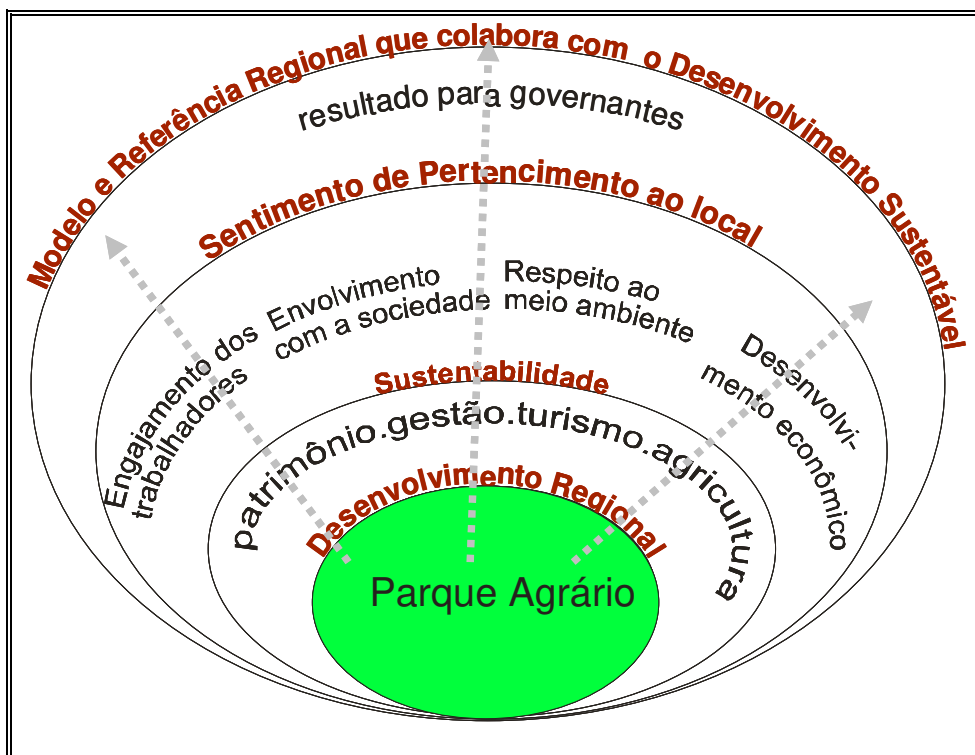 Modelo e Referência Regional que colabora com o Desenvolvimento Sustentável
resultado para governantes
Sentimento de Pertencimento ao local
Engajamento dos
trabalhadores
Envolvimento
com a sociedade
Respeito ao
meio ambiente
Desenvolvi-
mento econômico
Sustentabilidade
patrimônio.gestão.turismo.agricultura
Desenvolvimento Regional
Parque Agrário